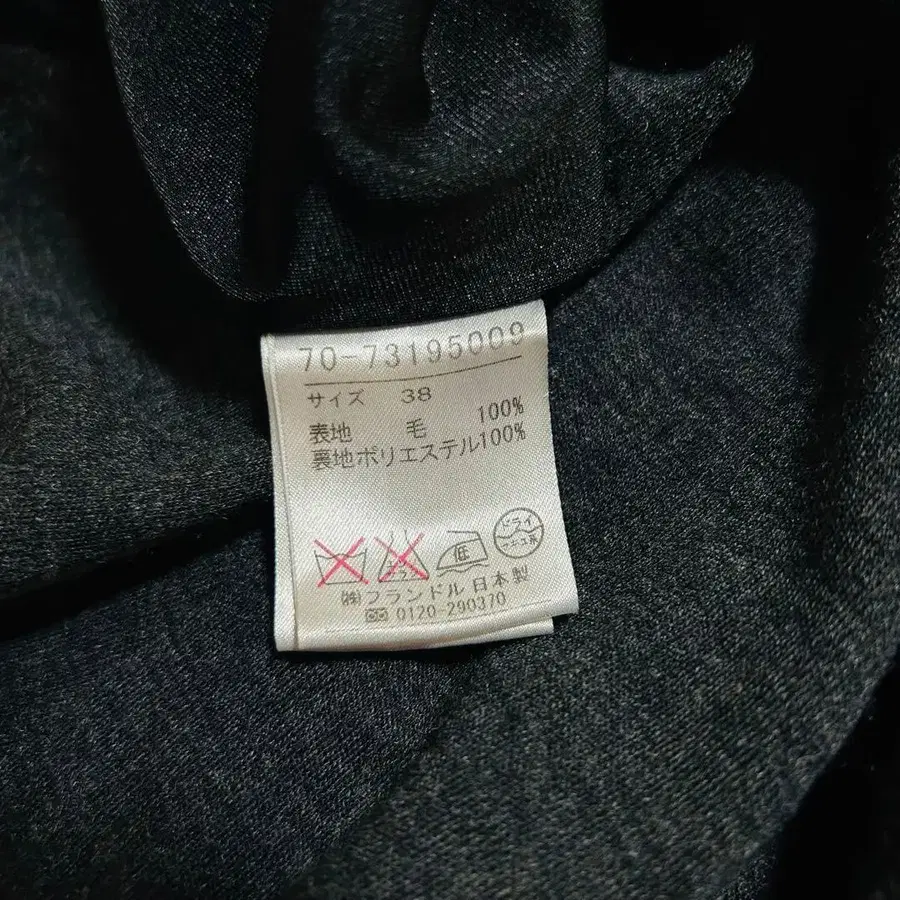 70-73195009
サイズ 38
表地 毛 100%
裏地ポリエステル100%
低 ドライ
㈱フランドル 日本製
0120-290370